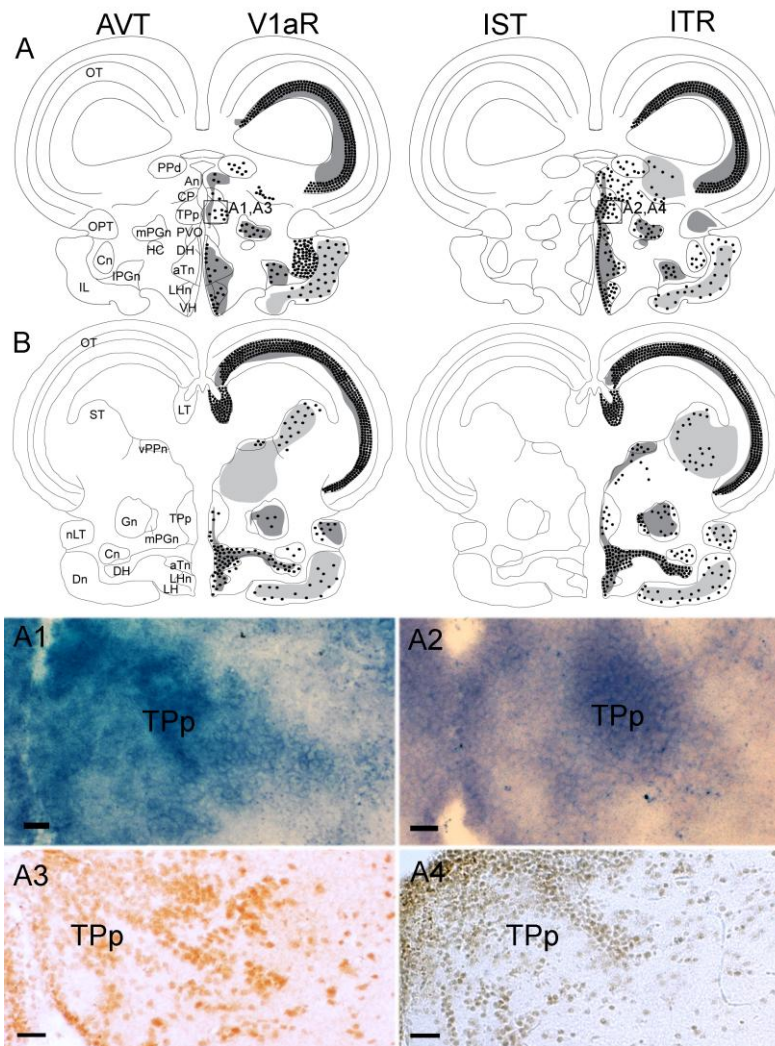 AVT V1aR IST ITR
A
OT
PPd
An
CP
TPp A1,A3 A2,A4
OPT mPGn PVO
HC DH
Cn aTn
lPGn
IL LHn
VH
B
OT
LT
ST
vPPn
Gn TPp
nLT mPGn
Cn
DH aTn
Dn LHn
LH
A1 A2
TPp TPp
A3 A4
TPp TPp